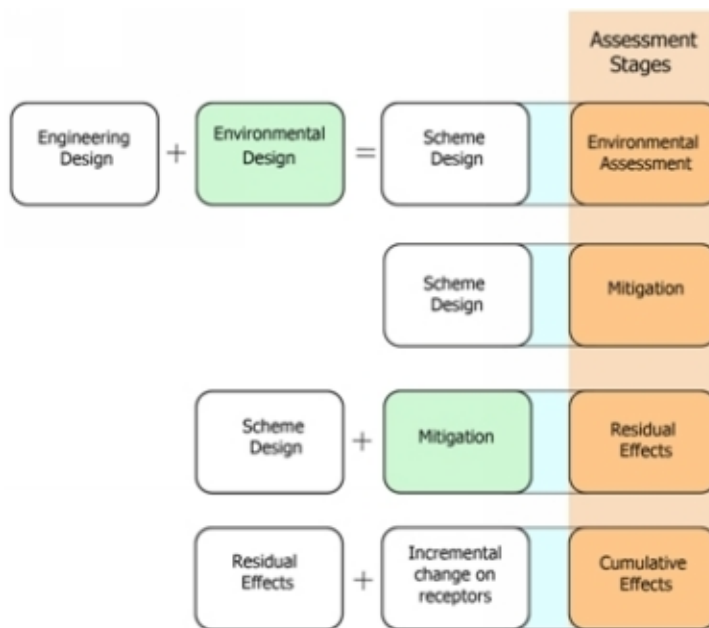 Assessment
Stages
Engineering
Design
+
Environmental
Design
=
Scheme
Design
Environmental
Assessment
Scheme
Design
Mitigation
Scheme
Design
+
Mitigation
Residual
Effects
Residual
Effects
+
Incremental
change on
receptors
Cumulative
Effects